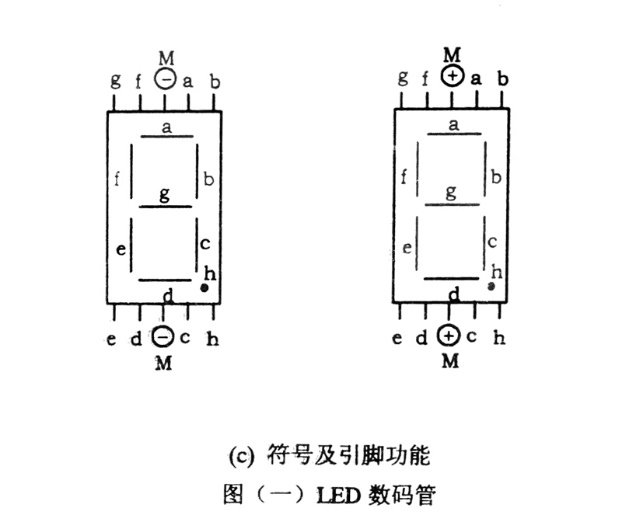 M M
g f ⊖ a b g f ⊕ a b
a a
f b f b
g g
e c e c
h h
d d
e d ⊖ c h e d ⊕ c h
M M
(c) 符号及引脚功能
图（一）LED 数码管